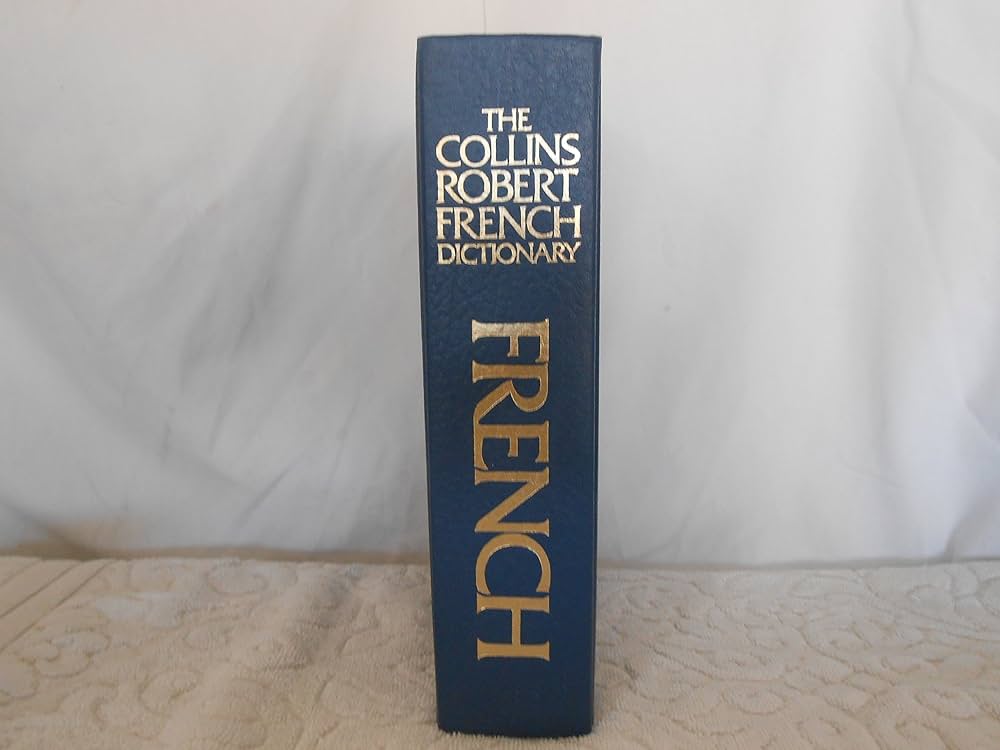 THE
COLLINS
ROBERT
FRENCH
DICTIONARY
FRENCH